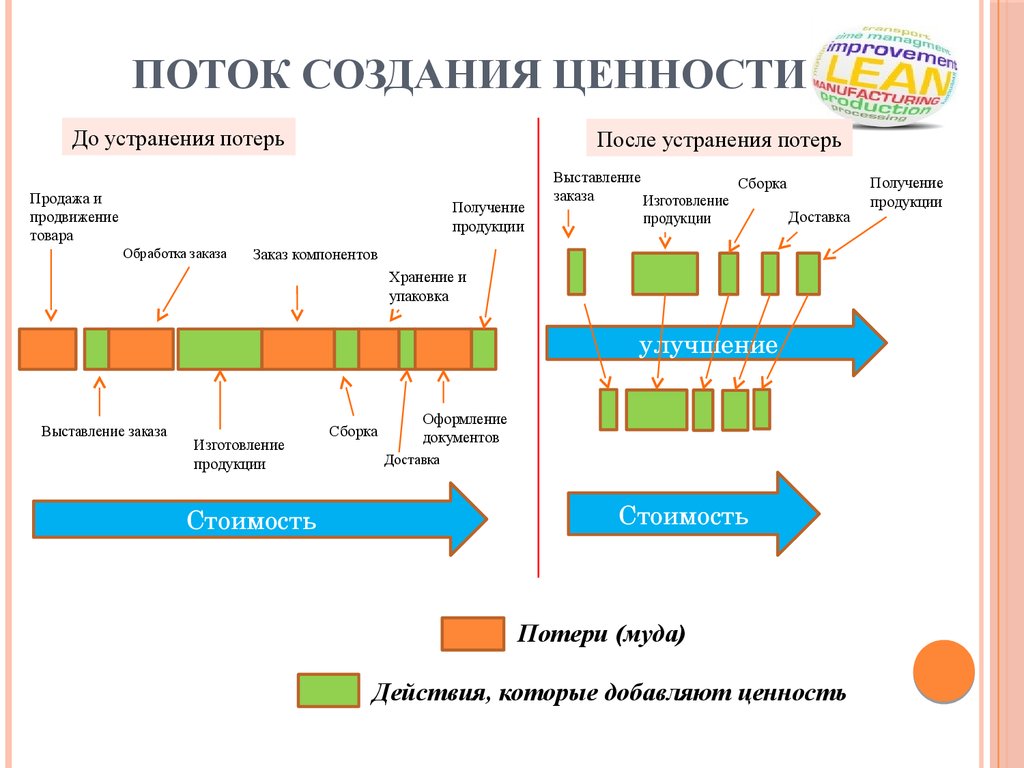 ПОТОК СОЗДАНИЯ ЦЕННОСТИ
transport
time managment
improvement
LEAN
MANUFACTURING
production
processing
До устранения потерь
После устранения потерь
Продажа и
продвижение
товара
Обработка заказа
Заказ компонентов
Получение
продукции
Хранение и
упаковка
Выставление заказа
Изготовление
продукции
Сборка
Оформление
документов
Доставка
Стоимость
Выставление
заказа
Изготовление
продукции
Сборка
Доставка
Получение
продукции
улучшение
Стоимость
Потери (муда)
Действия, которые добавляют ценность